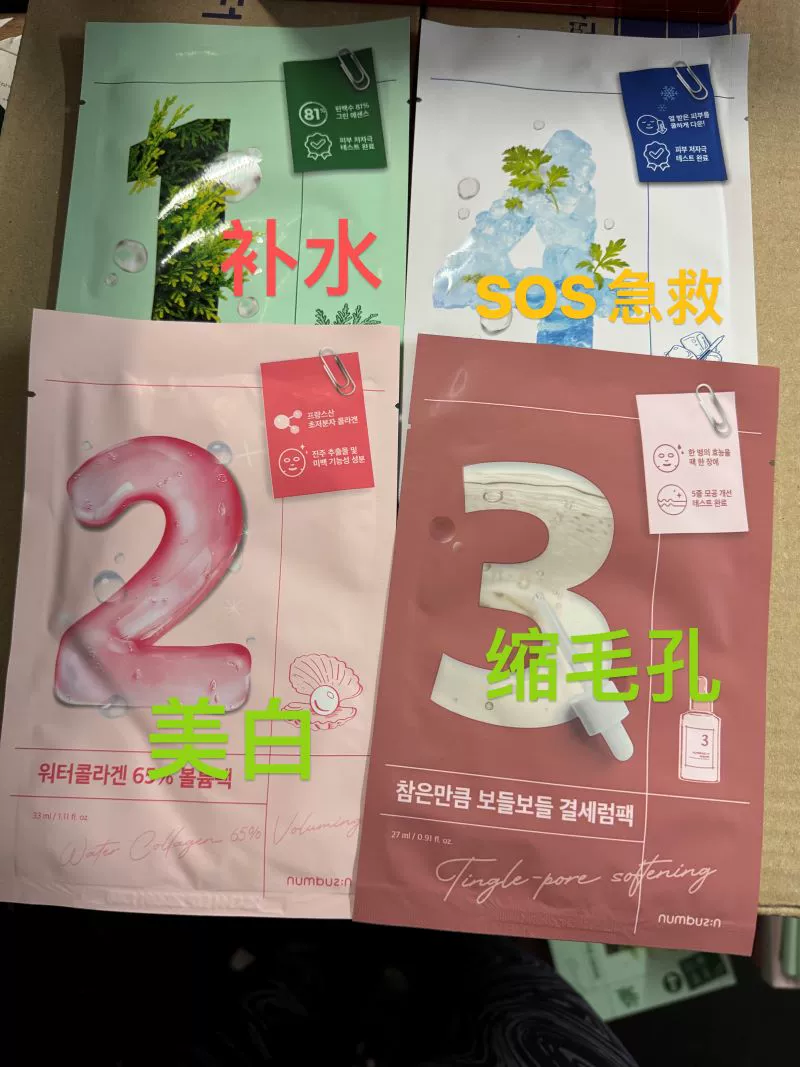 81%
편백수 81%
그린 에센스
피부 저자극
테스트 완료
열 받은 피부를
쿨하게 다운!
피부 저자극
테스트 완료
补水
SOS急救
프랑스산
초저분자 콜라겐
진주 추출물 및
미백 기능성 성분
한 병의 효능을
팩 한 장에
5중 모공 개선
테스트 완료
2
3
缩毛孔
美白
3
워터콜라겐 65% 볼륨팩
33 ml / 1.11 fl. oz
Water Collagen 65% Voluming
numbuz:n
참은만큼 보들보들 결세럼팩
27 ml / 0.91 fl. oz
Tingle-pore softening
numbuz:n